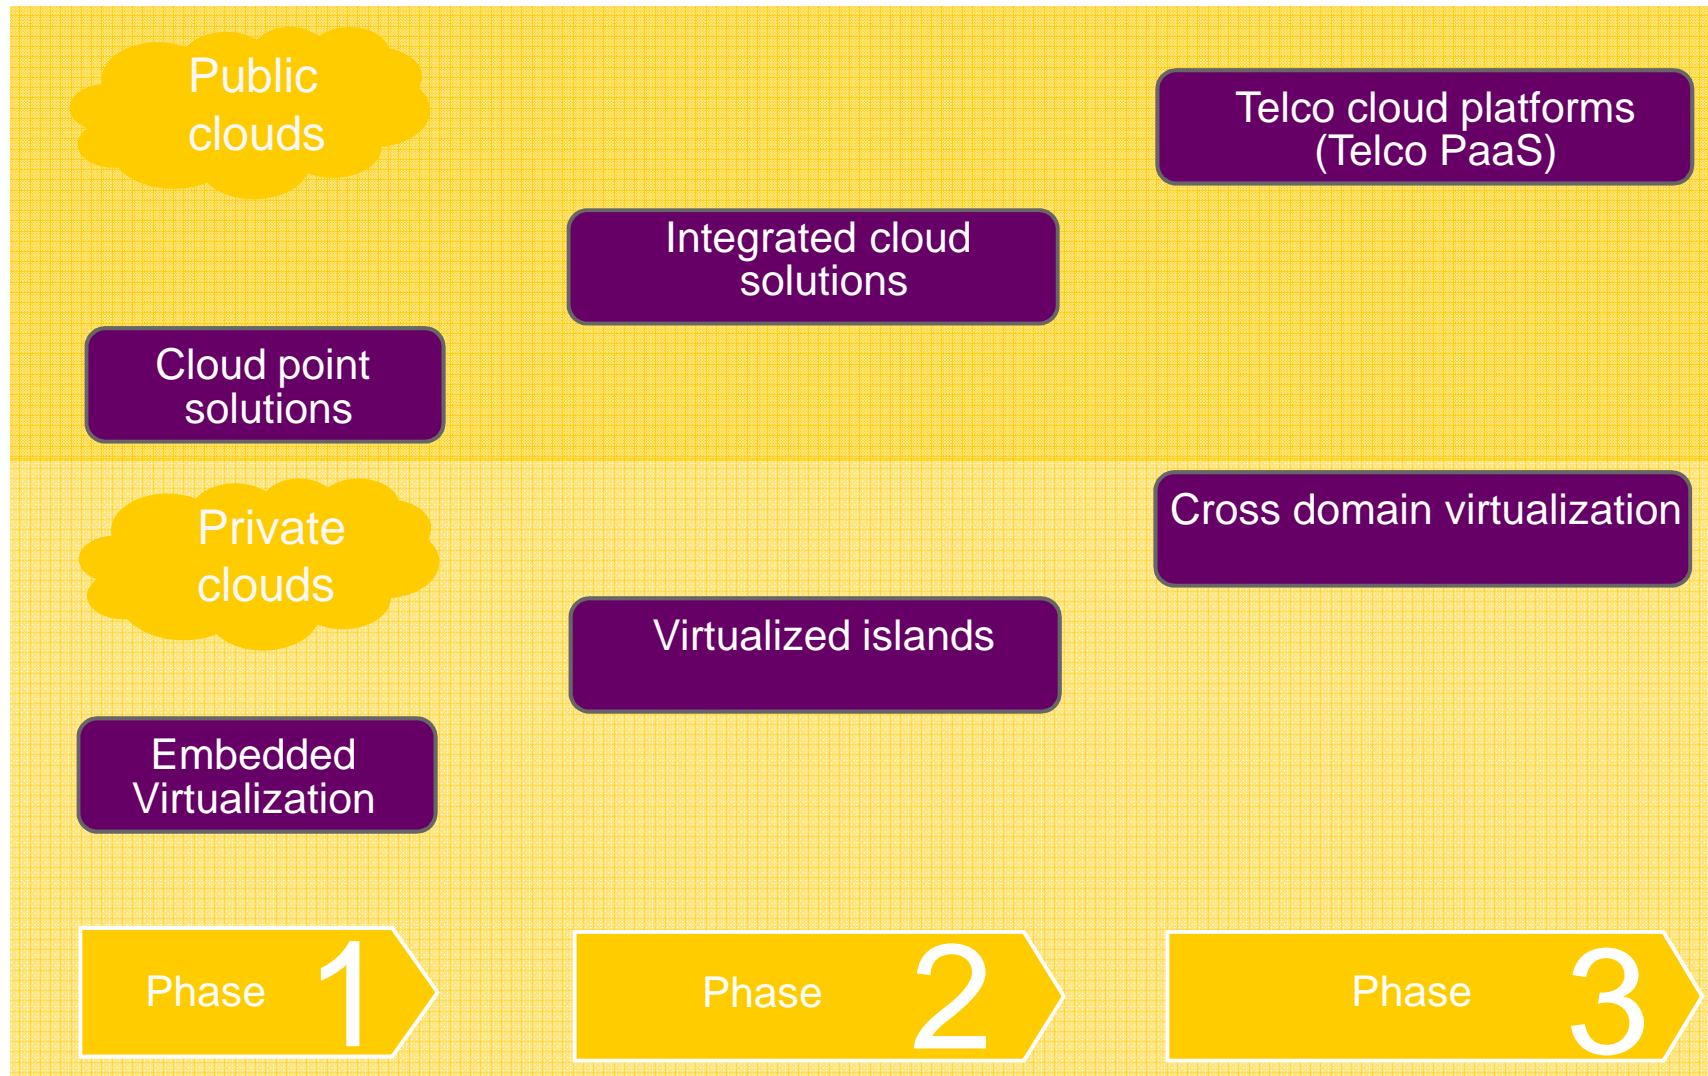 Public
clouds
Telco cloud platforms
(Telco PaaS)
Integrated cloud
solutions
Cloud point
solutions
Private
clouds
Cross domain virtualization
Virtualized islands
Embedded
Virtualization
Phase 1
Phase 2
Phase 3